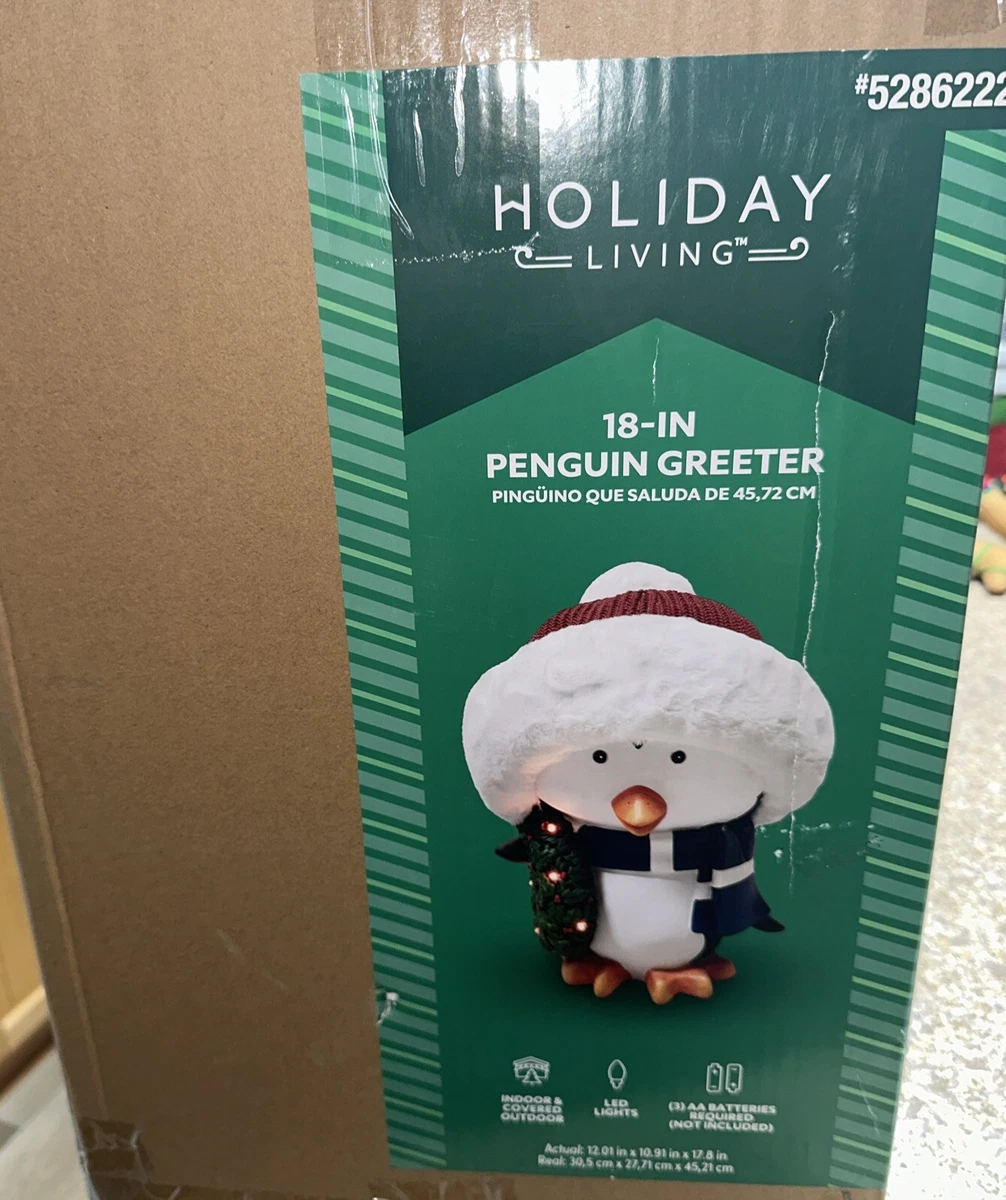 #5286222
HOLIDAY
LIVING™
18-IN
PENGUIN GREETER
PINGÜINO QUE SALUDA DE 45,72 CM
INDOOR &
COVERED
OUTDOOR
LED
LIGHTS
(3) AA BATTERIES
REQUIRED
(NOT INCLUDED)
Actual: 12.01 in x 10.91 in x 17.8 in
Real: 30,5 cm x 27,71 cm x 45,21 cm